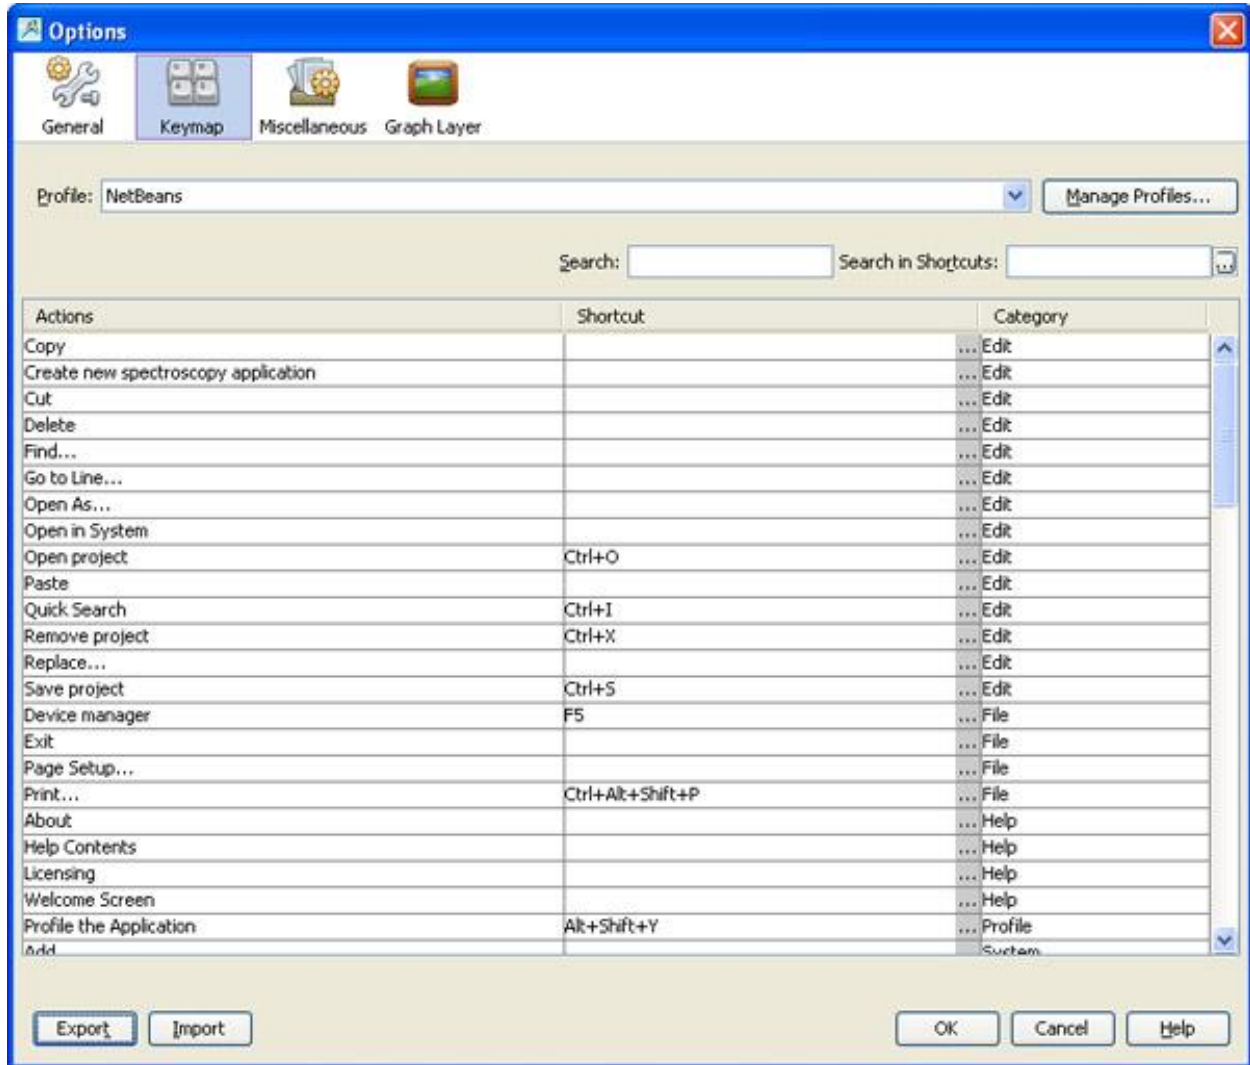 Options
General Keymap Miscellaneous Graph Layer
Profile: NetBeans Manage Profiles...
Search: Search in Shortcuts: ...
Actions Shortcut Category
Copy ... Edit
Create new spectroscopy application ... Edit
Cut ... Edit
Delete ... Edit
Find... ... Edit
Go to Line... ... Edit
Open As... ... Edit
Open in System ... Edit
Open project Ctrl+O ... Edit
Paste ... Edit
Quick Search Ctrl+I ... Edit
Remove project Ctrl+X ... Edit
Replace... ... Edit
Save project Ctrl+S ... Edit
Device manager F5 ... File
Exit ... File
Page Setup... ... File
Print... Ctrl+Alt+Shift+P ... File
About ... Help
Help Contents ... Help
Licensing ... Help
Welcome Screen ... Help
Profile the Application Alt+Shift+Y ... Profile
Add System
Export Import OK Cancel Help